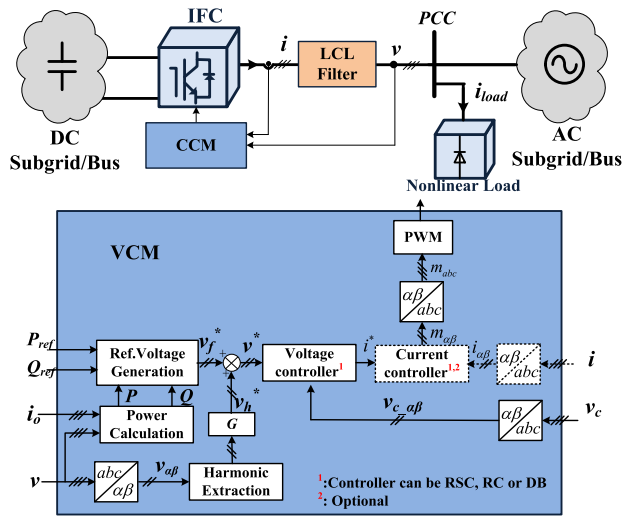 IFC
PCC
i
LCL
Filter
v
i_load
DC
Subgrid/Bus
CCM
AC
Subgrid/Bus
Nonlinear Load
VCM
PWM
m_abc
αβ
abc
m_αβ
P_ref
Q_ref
Ref.Voltage
Generation
v_f*
+
+
v*
Voltage
controller¹
i*
Current
controller¹,²
i_αβ
αβ
abc
i
P
Q
i_o
Power
Calculation
v_h*
G
v_c_αβ
αβ
abc
v_c
v
abc
αβ
v_αβ
Harmonic
Extraction
¹:Controller can be RSC, RC or DB
²: Optional